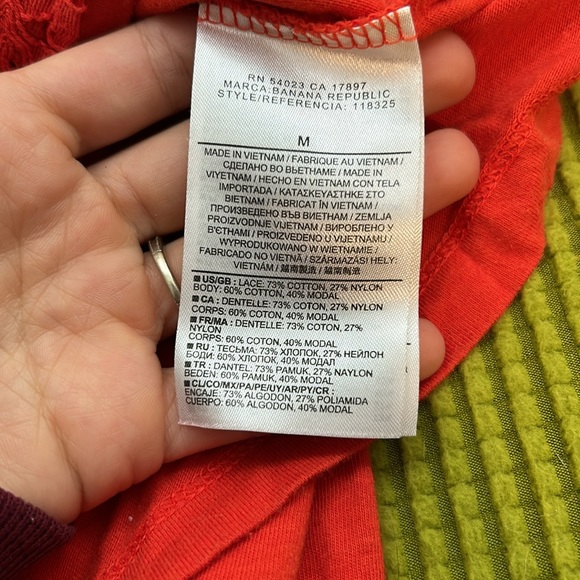 RN 54023 CA 17897
MARCA:BANANA REPUBLIC
STYLE/REFERENCIA: 118325
M
MADE IN VIETNAM / FABRIQUE AU VIETNAM /
СДЕЛАНО ВО ВЬЕТНАМЕ / MADE IN
VIYETNAM / HECHO EN VIETNAM CON TELA
IMPORTADA / ΚΑΤΑΣΚΕΥΑΣΤΗΚΕ ΣΤΟ
ΒΙΕΤΝΑΜ / FABRICAT ÎN VIETNAM /
ПРОИЗВЕДЕНО ВЪВ ВИЕТНАМ / ZEMLJA
PROIZVODNJE VIJETNAM / ВИРОБЛЕНО У
В'ЄТНАМІ / PROIZVEDENO U VIJETNAMU /
WYPRODUKOWANO W WIETNAMIE /
FABRICADO NO VIETNÃ / SZÁRMAZÁSI HELY:
VIETNÁM / 越南製造 / 越南制造
■ US/GB : LACE: 73% COTTON, 27% NYLON
BODY: 60% COTTON, 40% MODAL
■ CA : DENTELLE: 73% COTON, 27% NYLON
CORPS: 60% COTON, 40% MODAL
■ FR/MA : DENTELLE: 73% COTON, 27%
NYLON
CORPS: 60% COTON, 40% MODAL
■ RU : ТЕСЬМА: 73% ХЛОПОК, 27% НЕЙЛОН
БОДИ: 60% ХЛОПОК, 40% МОДАЛ
■ TR : DANTEL: 73% PAMUK, 27% NAYLON
BEDEN: 60% PAMUK, 40% MODAL
■ CL/CO/MX/PA/PE/UY/AR/PY/CR :
ENCAJE: 73% ALGODON, 27% POLIAMIDA
CUERPO: 60% ALGODON, 40% MODAL